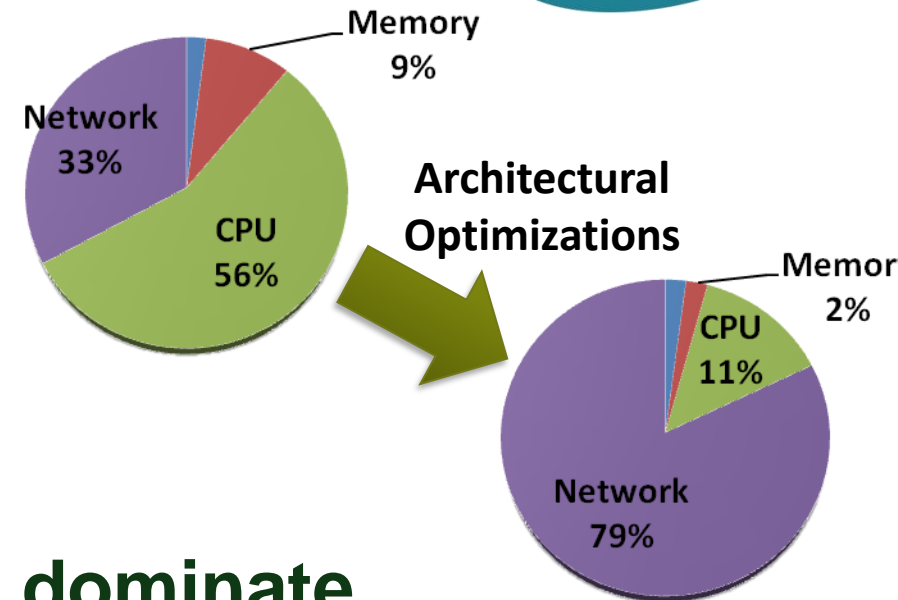 Memory
9%
Network
33%
CPU
56%
Architectural
Optimizations
Memor
2%
CPU
11%
Network
79%
dominate